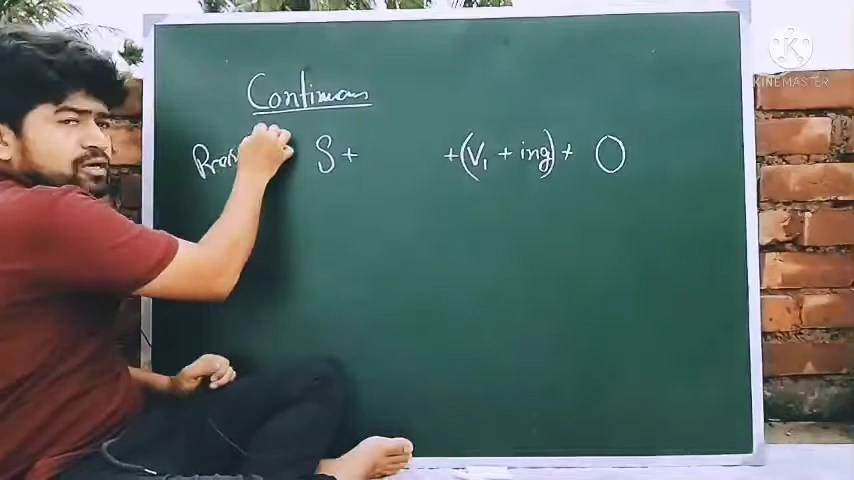 Continuous
S + + (V₁ + ing) + O
KINEMASTER